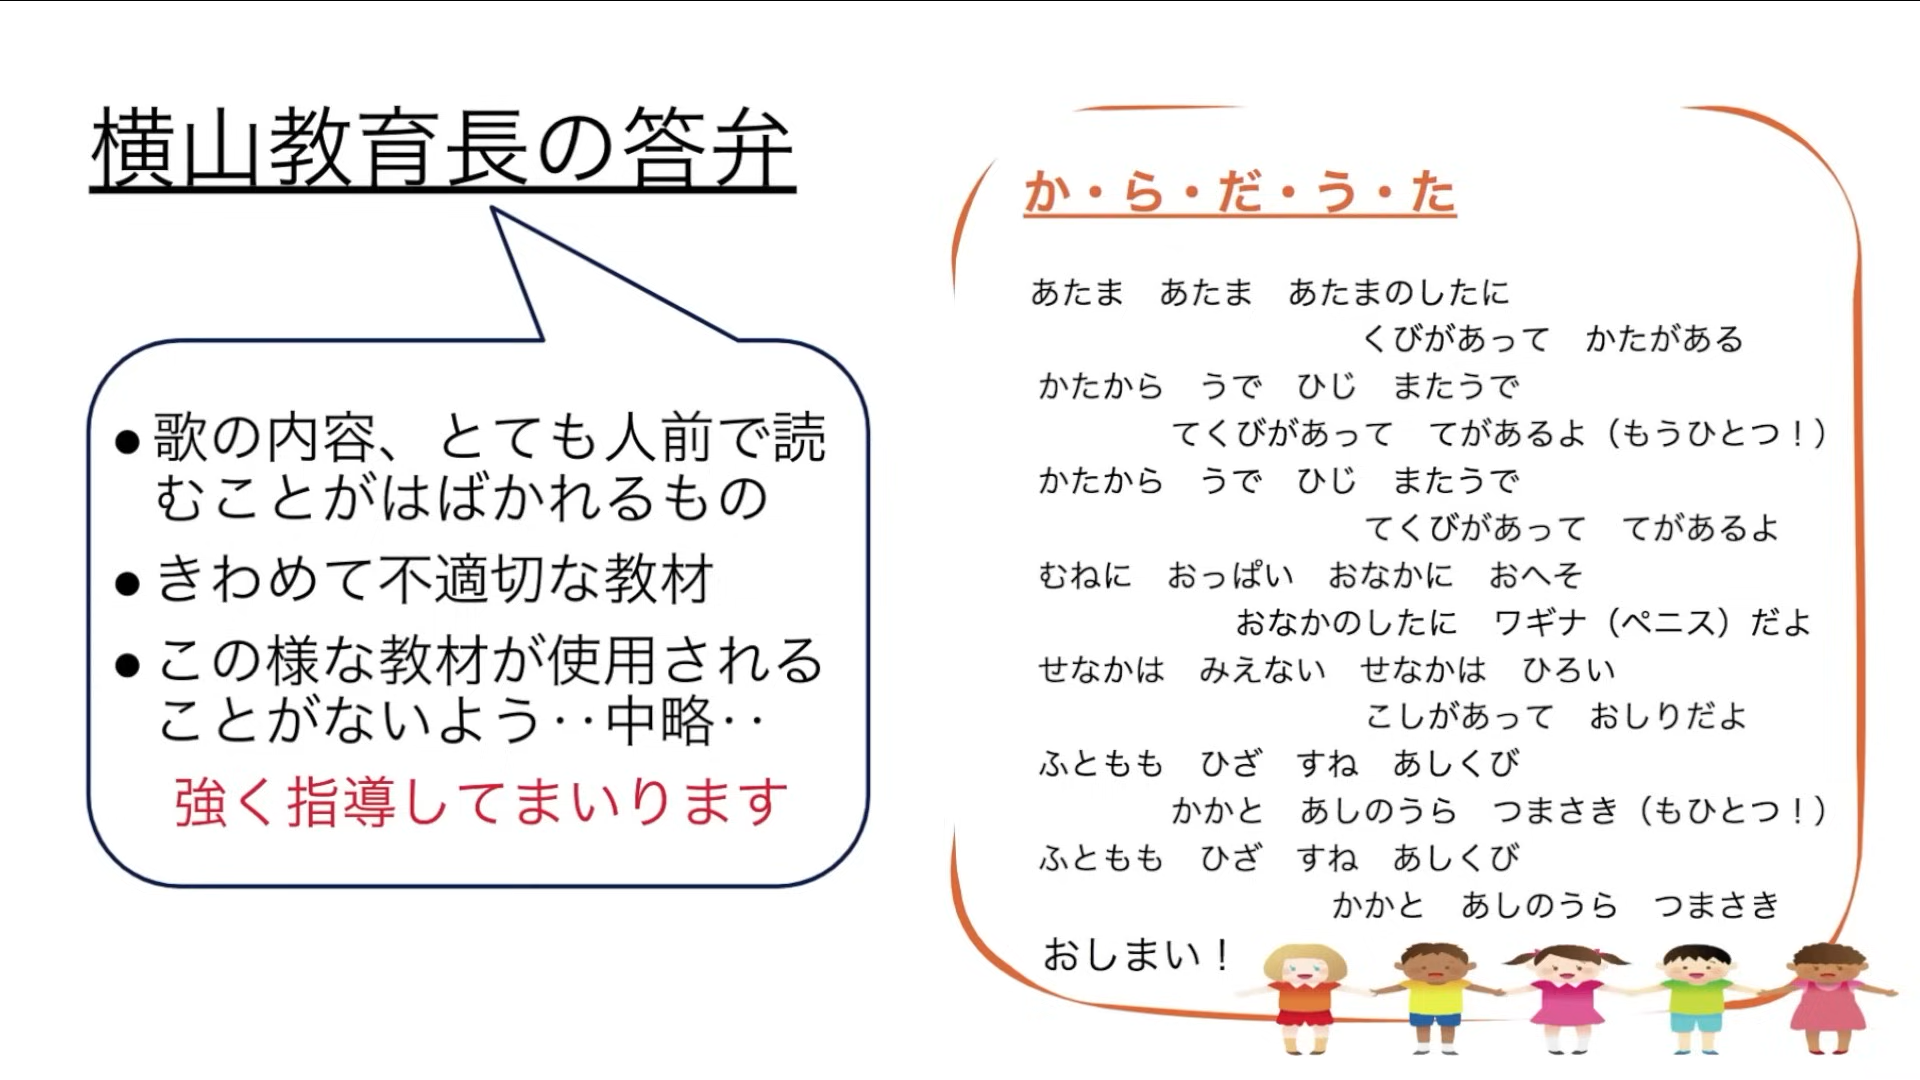 横山教育長の答弁
●歌の内容、とても人前で読
むことがはばかれるもの
●きわめて不適切な教材
●この様な教材が使用される
ことがないよう‥中略‥
強く指導してまいります
か・ら・だ・う・た
あたま　あたま　あたまのしたに
くびがあって　かたがある
かたから　うで　ひじ　またうで
てくびがあって　てがあるよ（もうひとつ！）
かたから　うで　ひじ　またうで
てくびがあって　てがあるよ
むねに　おっぱい　おなかに　おへそ
おなかのしたに　ワギナ（ペニス）だよ
せなかは　みえない　せなかは　ひろい
こしがあって　おしりだよ
ふともも　ひざ　すね　あしくび
かかと　あしのうら　つまさき（もひとつ！）
ふともも　ひざ　すね　あしくび
かかと　あしのうら　つまさき
おしまい！